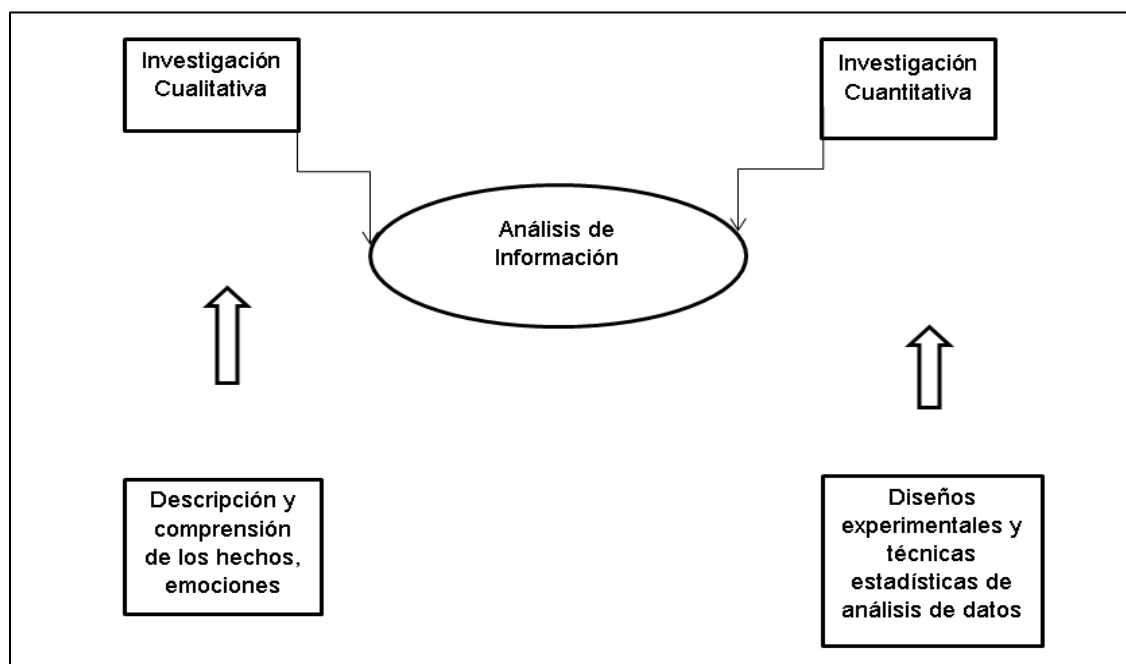 Investigación
Cualitativa
Investigación
Cuantitativa
Análisis de
Información
Descripción y
comprensión
de los hechos,
emociones
Diseños
experimentales y
técnicas
estadísticas de
análisis de datos